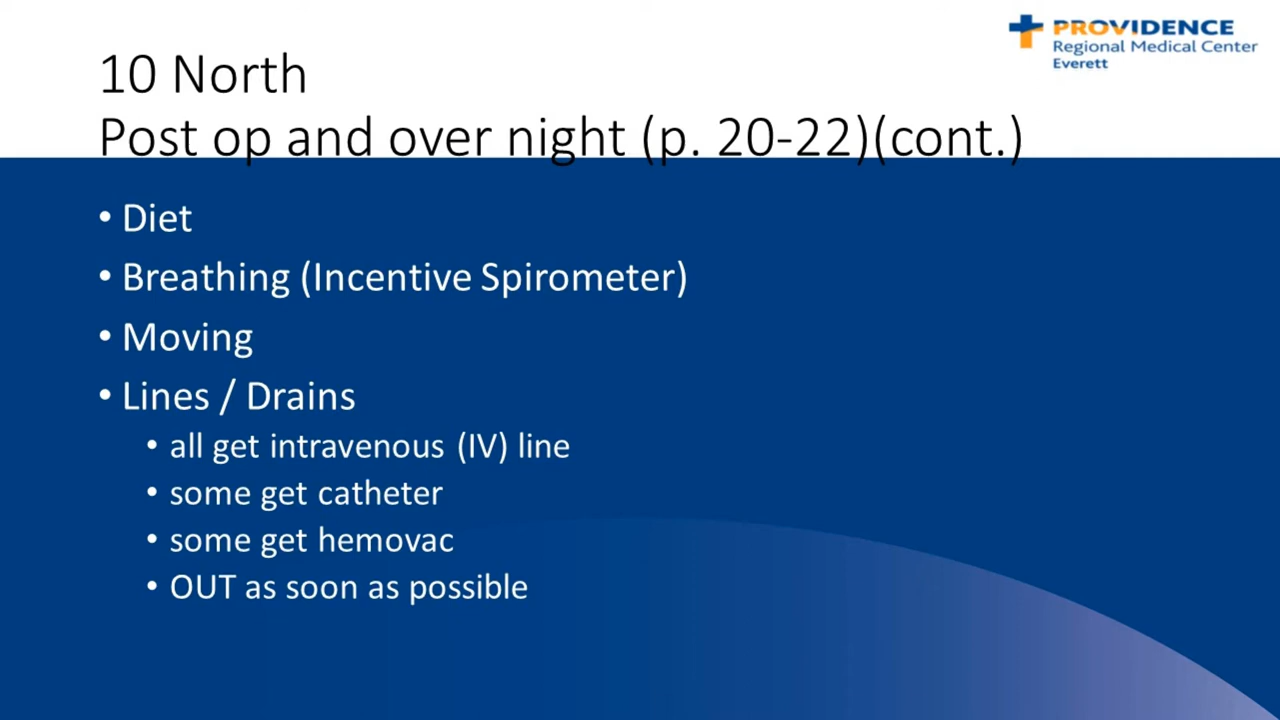 PROVIDENCE
Regional Medical Center
Everett
10 North
Post op and over night (p. 20-22)(cont.)
• Diet
• Breathing (Incentive Spirometer)
• Moving
• Lines / Drains
• all get intravenous (IV) line
• some get catheter
• some get hemovac
• OUT as soon as possible